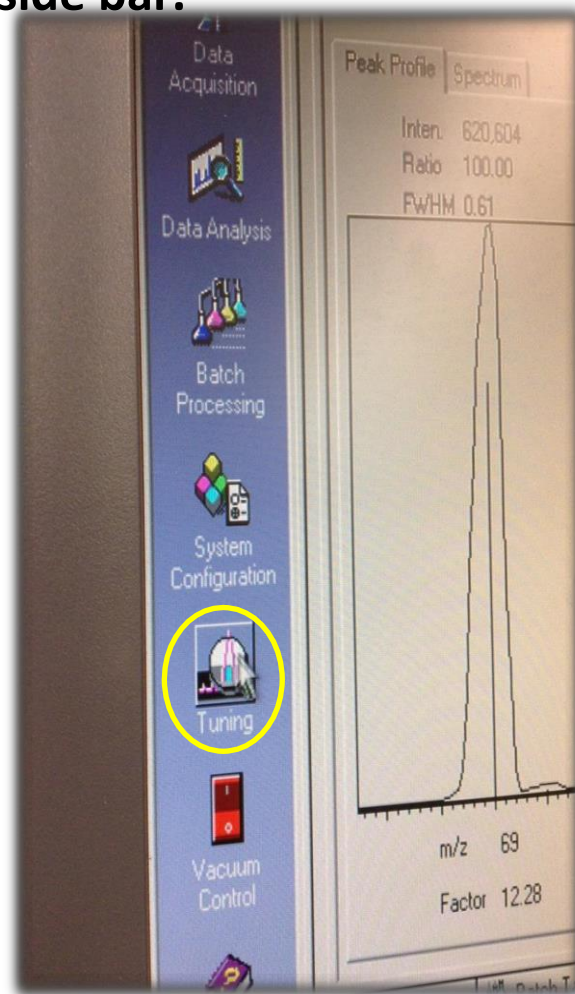 side bar.
Data
Acquisition
Data Analysis
Batch
Processing
System
Configuration
Tuning
Vacuum
Control
Peak Profile
Spectrum
Inten. 620,604
Ratio 100.00
FWHM 0.61
m/z 69
Factor 12.28